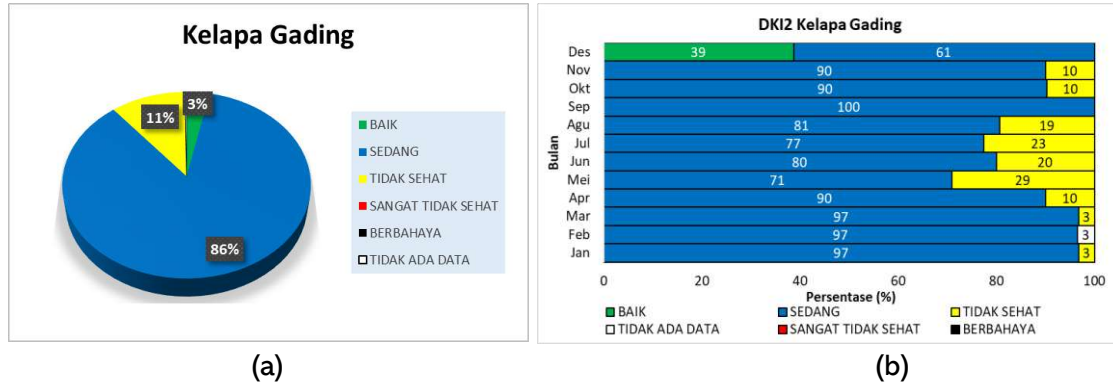 Kelapa Gading
3%
11%
86%
BAIK
SEDANG
TIDAK SEHAT
SANGAT TIDAK SEHAT
BERBAHAYA
TIDAK ADA DATA
(a)
DKI2 Kelapa Gading
Bulan
Des 39 61
Nov 90 10
Okt 90 10
Sep 100
Agu 81 19
Jul 77 23
Jun 80 20
Mei 71 29
Apr 90 10
Mar 97 3
Feb 97 3
Jan 97 3
0 20 40 60 80 100
Persentase (%)
BAIK SEDANG TIDAK SEHAT
TIDAK ADA DATA SANGAT TIDAK SEHAT BERBAHAYA
(b)